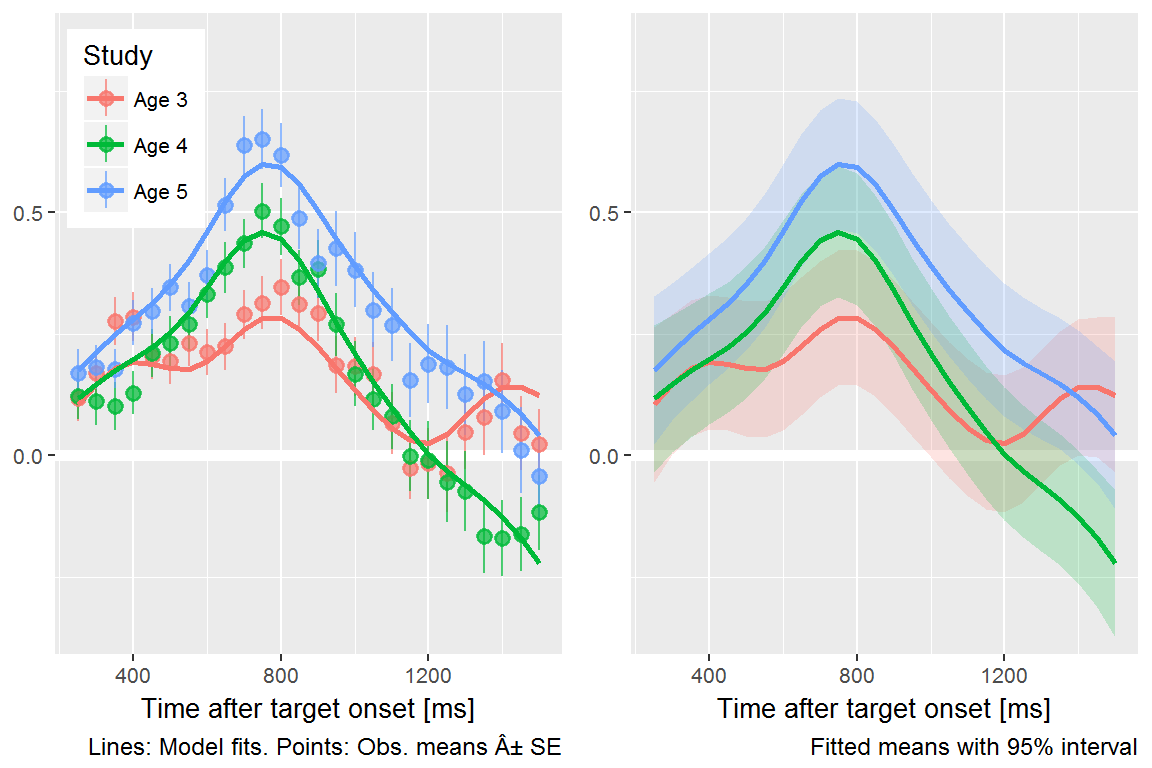 Study
Age 3
Age 4
Age 5
0.5
0.0
400
800
1200
Time after target onset [ms]
Lines: Model fits. Points: Obs. means Â± SE
0.5
0.0
400
800
1200
Time after target onset [ms]
Fitted means with 95% interval